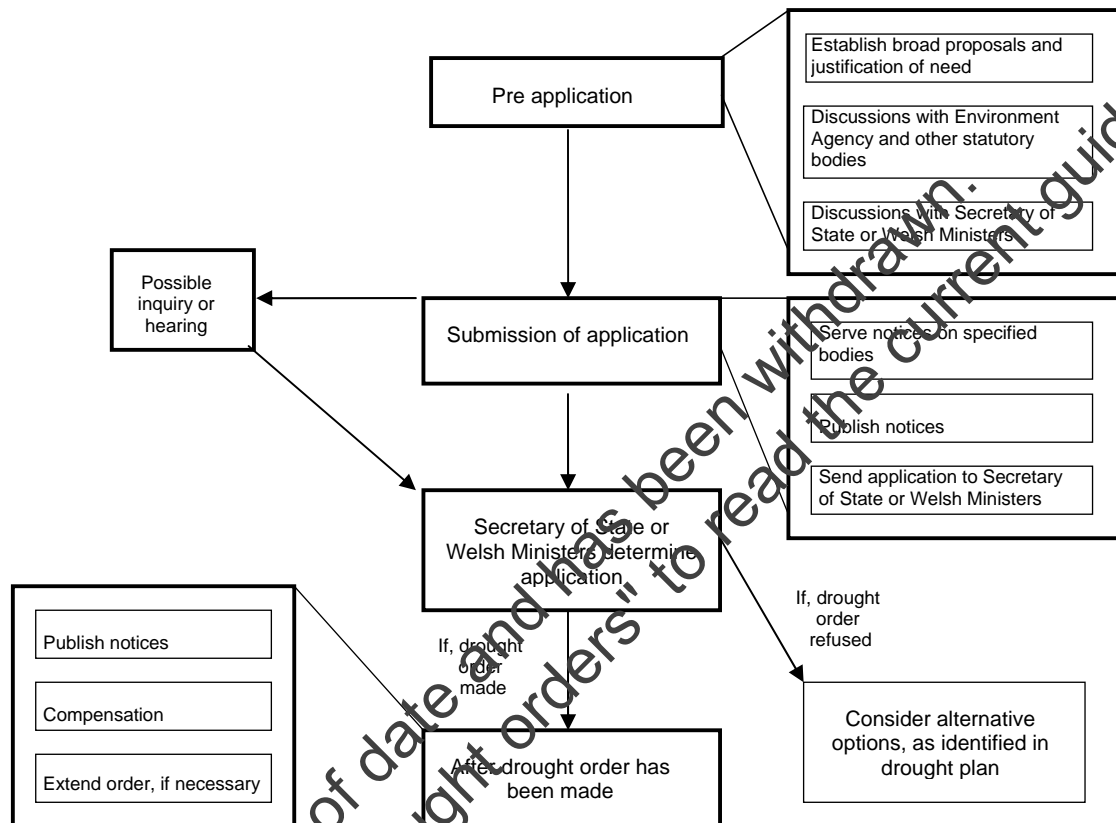 Pre application
Establish broad proposals and
justification of need
Discussions with Environment
Agency and other statutory
bodies
Discussions with Secretary of
State or Welsh Ministers
Possible
inquiry or
hearing
Submission of application
Serve notices on specified
bodies
Publish notices
Send application to Secretary
of State or Welsh Ministers
Secretary of State or
Welsh Ministers determine
application
If, drought
order
refused
If, drought
order
made
Publish notices
Compensation
Extend order, if necessary
After drought order has
been made
Consider alternative
options, as identified in
drought plan
of date and has been withdrawn.
ught orders" to read the current guid